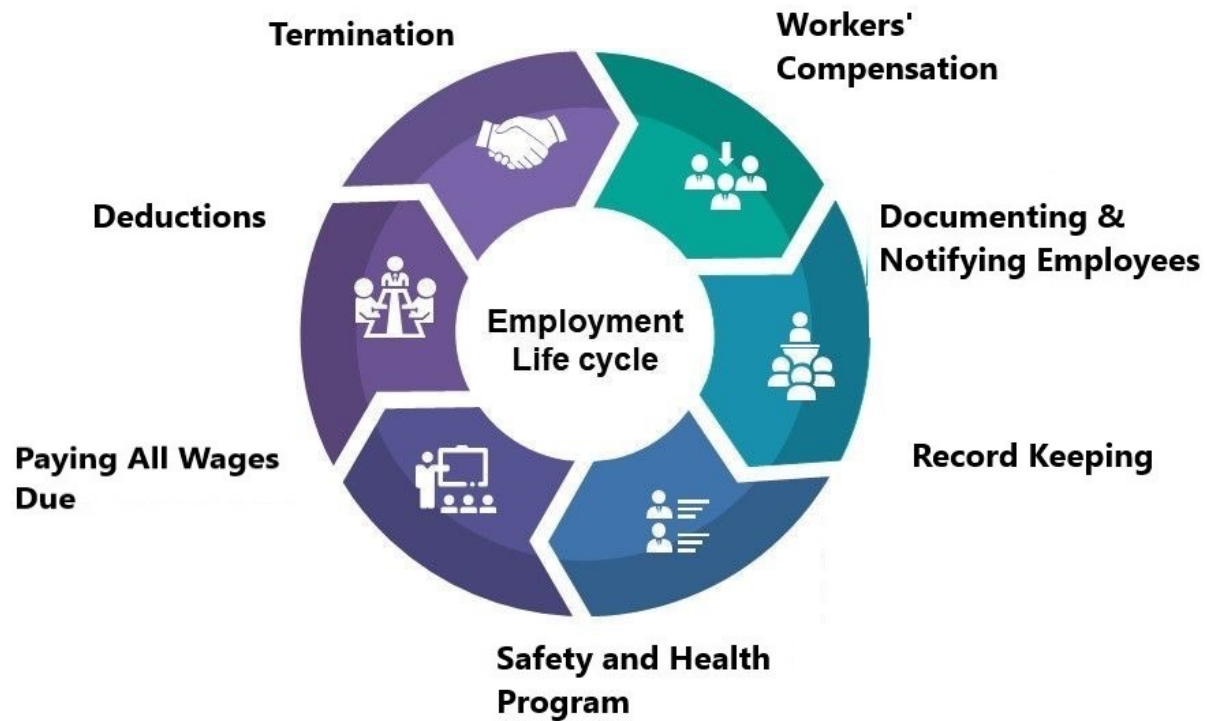 Termination
Workers'
Compensation
Deductions
Documenting &
Notifying Employees
Employment
Life cycle
Paying All Wages
Due
Record Keeping
Safety and Health
Program